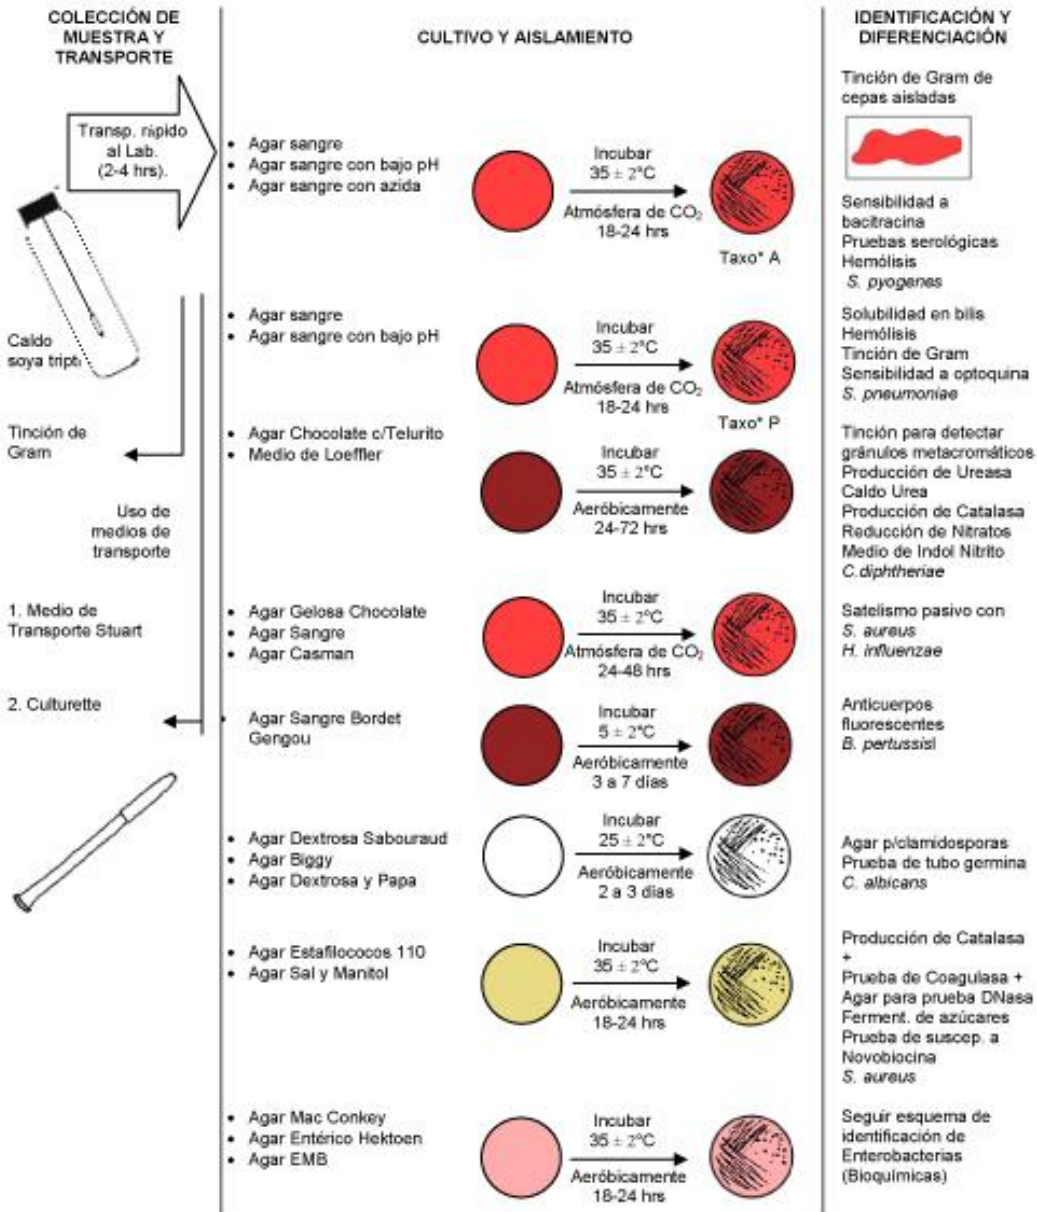 COLECCIÓN DE
MUESTRA Y
TRANSPORTE
Transp. rápido
al Lab.
(2-4 hrs).
Caldo
soya tripti
Tinción de
Gram
Uso de
medios de
transporte
1. Medio de
Transporte Stuart
2. Culturette
CULTIVO Y AISLAMIENTO
• Agar sangre
• Agar sangre con bajo pH
• Agar sangre con azida
Incubar
35 ± 2°C
Atmósfera de CO₂
18-24 hrs
Taxo* A
• Agar sangre
• Agar sangre con bajo pH
Incubar
35 ± 2°C
Atmósfera de CO₂
18-24 hrs
Taxo* P
• Agar Chocolate c/Telurito
• Medio de Loeffler
Incubar
35 ± 2°C
Aeróbicamente
24-72 hrs
• Agar Gelosa Chocolate
• Agar Sangre
• Agar Casman
Incubar
35 ± 2°C
Atmósfera de CO₂
24-48 hrs
• Agar Sangre Bordet
Gengou
Incubar
5 ± 2°C
Aeróbicamente
3 a 7 días
• Agar Dextrosa Sabouraud
• Agar Biggy
• Agar Dextrosa y Papa
Incubar
25 ± 2°C
Aeróbicamente
2 a 3 días
• Agar Estafilococos 110
• Agar Sal y Manitol
Incubar
35 ± 2°C
Aeróbicamente
18-24 hrs
• Agar Mac Conkey
• Agar Entérico Hektoen
• Agar EMB
Incubar
35 ± 2°C
Aeróbicamente
18-24 hrs
IDENTIFICACIÓN Y
DIFERENCIACIÓN
Tinción de Gram de
cepas aisladas
Sensibilidad a
bacitracina
Pruebas serológicas
Hemólisis
S. pyogenes
Solubilidad en bilis
Hemólisis
Tinción de Gram
Sensibilidad a optoquina
S. pneumoniae
Tinción para detectar
gránulos metacromáticos
Producción de Ureasa
Caldo Urea
Producción de Catalasa
Reducción de Nitratos
Medio de Indol Nitrito
C.diphtheriae
Satelismo pasivo con
S. aureus
H. influenzae
Anticuerpos
fluorescentes
B. pertussisI
Agar p/clamidosporas
Prueba de tubo germina
C. albicans
Producción de Catalasa
+
Prueba de Coagulasa +
Agar para prueba DNasa
Ferment. de azúcares
Prueba de suscep. a
Novobiocina
S. aureus
Seguir esquema de
identificación de
Enterobacterias
(Bioquímicas)